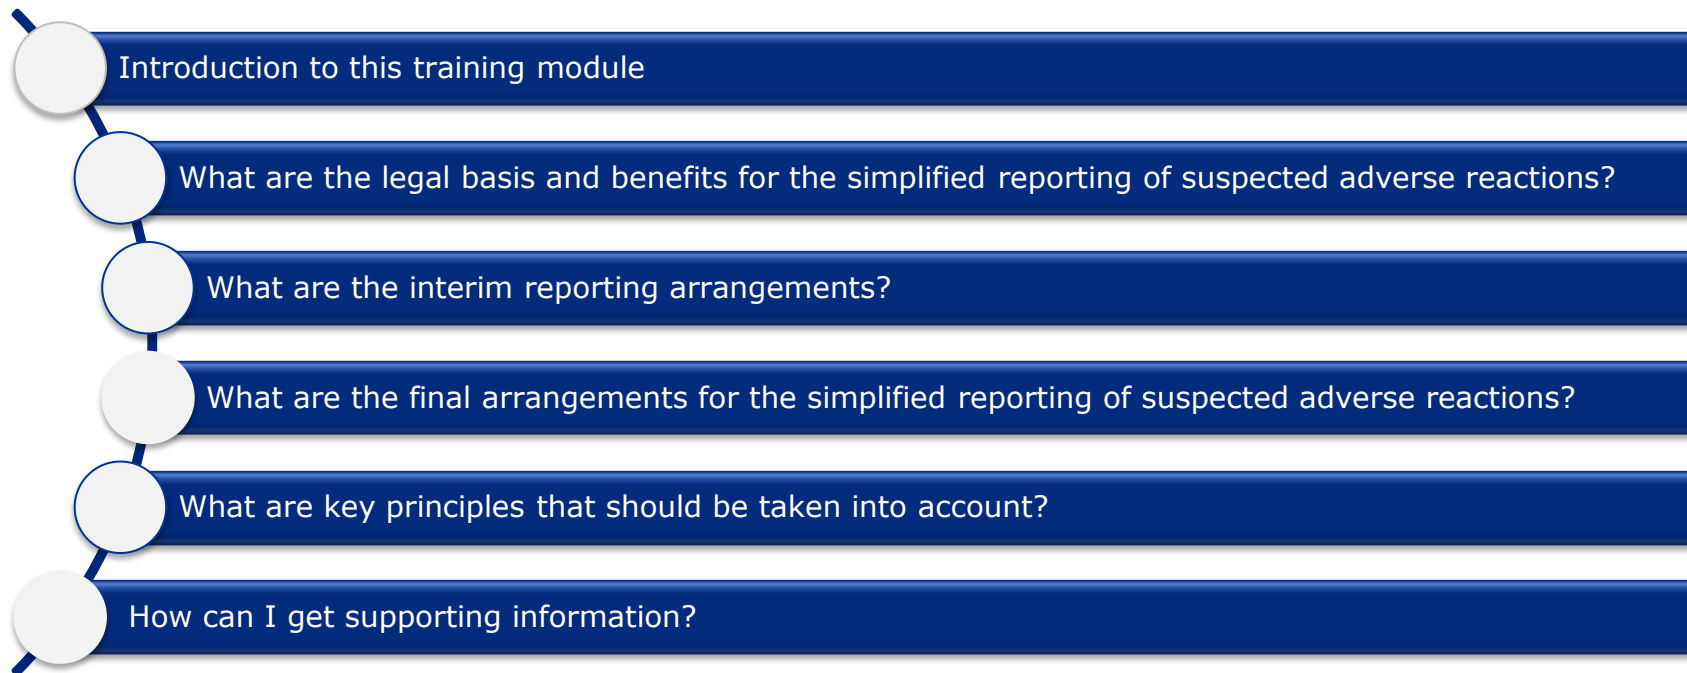 Introduction to this training module
What are the legal basis and benefits for the simplified reporting of suspected adverse reactions?
What are the interim reporting arrangements?
What are the final arrangements for the simplified reporting of suspected adverse reactions?
What are key principles that should be taken into account?
How can I get supporting information?